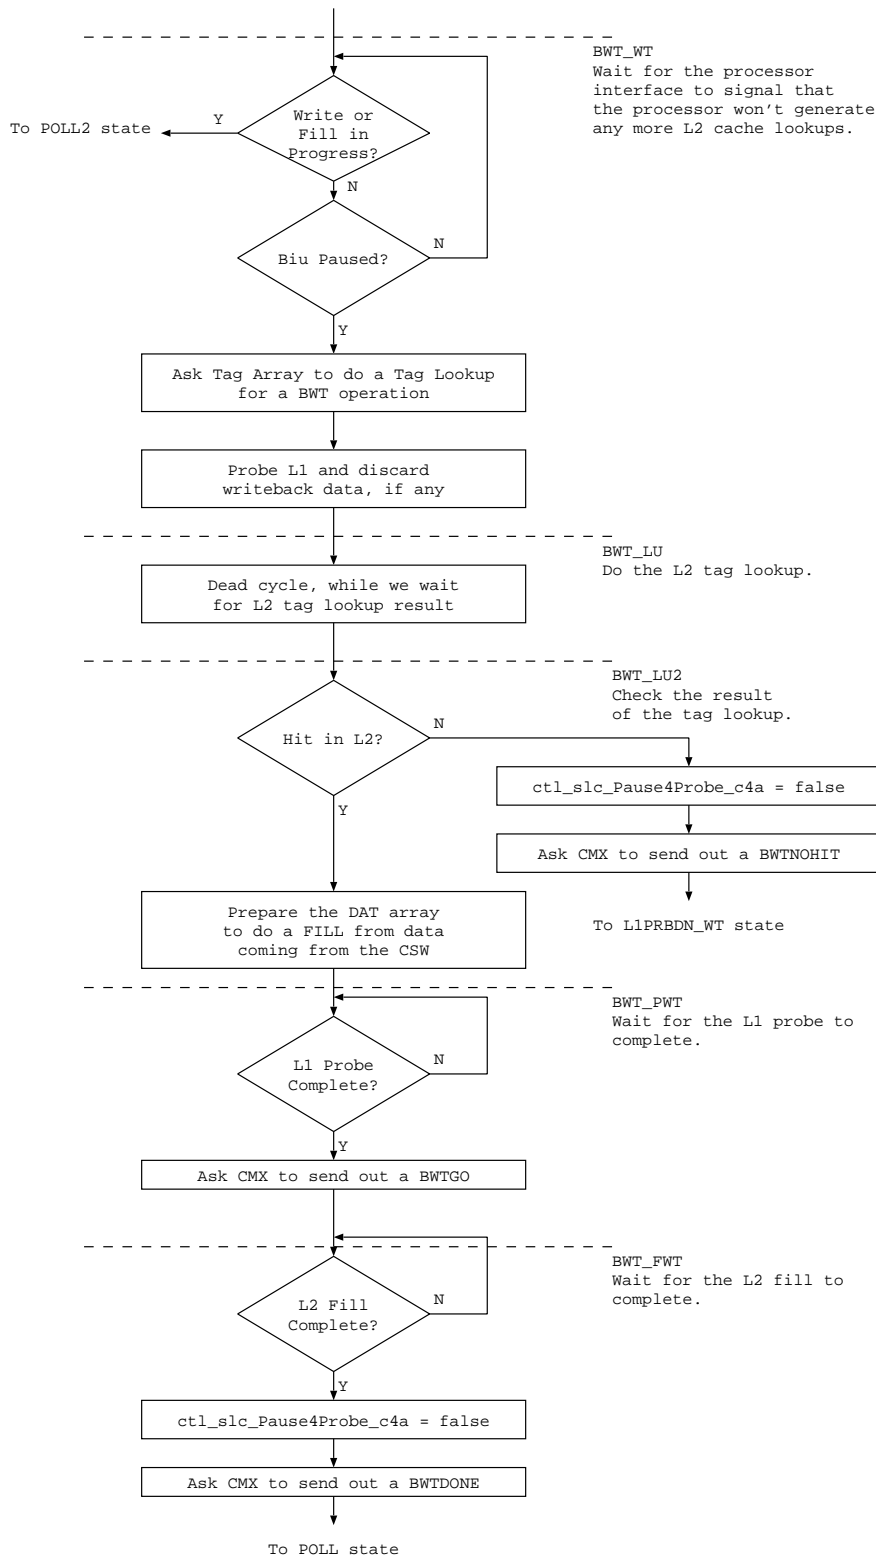 BWT_WT
Wait for the processor
interface to signal that
the processor won't generate
any more L2 cache lookups.
Write or
Fill in
Progress?
Y
To POLL2 state
N
Biu Paused?
N
Y
Ask Tag Array to do a Tag Lookup
for a BWT operation
Probe L1 and discard
writeback data, if any
BWT_LU
Do the L2 tag lookup.
Dead cycle, while we wait
for L2 tag lookup result
BWT_LU2
Check the result
of the tag lookup.
Hit in L2?
N
Y
ctl_slc_Pause4Probe_c4a = false
Ask CMX to send out a BWTNOHIT
To L1PRBDN_WT state
Prepare the DAT array
to do a FILL from data
coming from the CSW
BWT_PWT
Wait for the L1 probe to
complete.
L1 Probe
Complete?
N
Y
Ask CMX to send out a BWTGO
BWT_FWT
Wait for the L2 fill to
complete.
L2 Fill
Complete?
N
Y
ctl_slc_Pause4Probe_c4a = false
Ask CMX to send out a BWTDONE
To POLL state